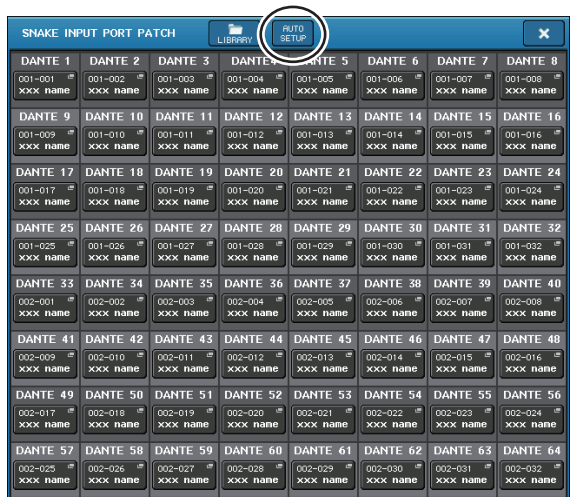 SNAKE INPUT PORT PATCH LIBRARY AUTO SETUP ×
DANTE 1 DANTE 2 DANTE 3 DANTE 4 DANTE 5 DANTE 6 DANTE 7 DANTE 8
001-001 001-002 001-003 001-004 001-005 001-006 001-007 001-008
xxx name xxx name xxx name xxx name xxx name xxx name xxx name xxx name
DANTE 9 DANTE 10 DANTE 11 DANTE 12 DANTE 13 DANTE 14 DANTE 15 DANTE 16
001-009 001-010 001-011 001-012 001-013 001-014 001-015 001-016
xxx name xxx name xxx name xxx name xxx name xxx name xxx name xxx name
DANTE 17 DANTE 18 DANTE 19 DANTE 20 DANTE 21 DANTE 22 DANTE 23 DANTE 24
001-017 001-018 001-019 001-020 001-021 001-022 001-023 001-024
xxx name xxx name xxx name xxx name xxx name xxx name xxx name xxx name
DANTE 25 DANTE 26 DANTE 27 DANTE 28 DANTE 29 DANTE 30 DANTE 31 DANTE 32
001-025 001-026 001-027 001-028 001-029 001-030 001-031 001-032
xxx name xxx name xxx name xxx name xxx name xxx name xxx name xxx name
DANTE 33 DANTE 34 DANTE 35 DANTE 36 DANTE 37 DANTE 38 DANTE 39 DANTE 40
002-001 002-002 002-003 002-004 002-005 002-006 002-007 002-008
xxx name xxx name xxx name xxx name xxx name xxx name xxx name xxx name
DANTE 41 DANTE 42 DANTE 43 DANTE 44 DANTE 45 DANTE 46 DANTE 47 DANTE 48
002-009 002-010 002-011 002-012 002-013 002-014 002-015 002-016
xxx name xxx name xxx name xxx name xxx name xxx name xxx name xxx name
DANTE 49 DANTE 50 DANTE 51 DANTE 52 DANTE 53 DANTE 54 DANTE 55 DANTE 56
002-017 002-018 002-019 002-020 002-021 002-022 002-023 002-024
xxx name xxx name xxx name xxx name xxx name xxx name xxx name xxx name
DANTE 57 DANTE 58 DANTE 59 DANTE 60 DANTE 61 DANTE 62 DANTE 63 DANTE 64
002-025 002-026 002-027 002-028 002-029 002-030 002-031 002-032
xxx name xxx name xxx name xxx name xxx name xxx name xxx name xxx name